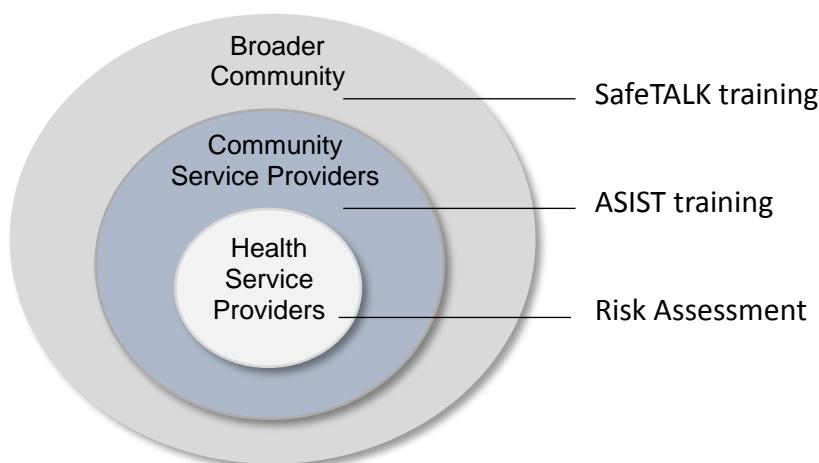 Broader
Community
SafeTALK training
Community
Service Providers
ASIST training
Health
Service
Providers
Risk Assessment